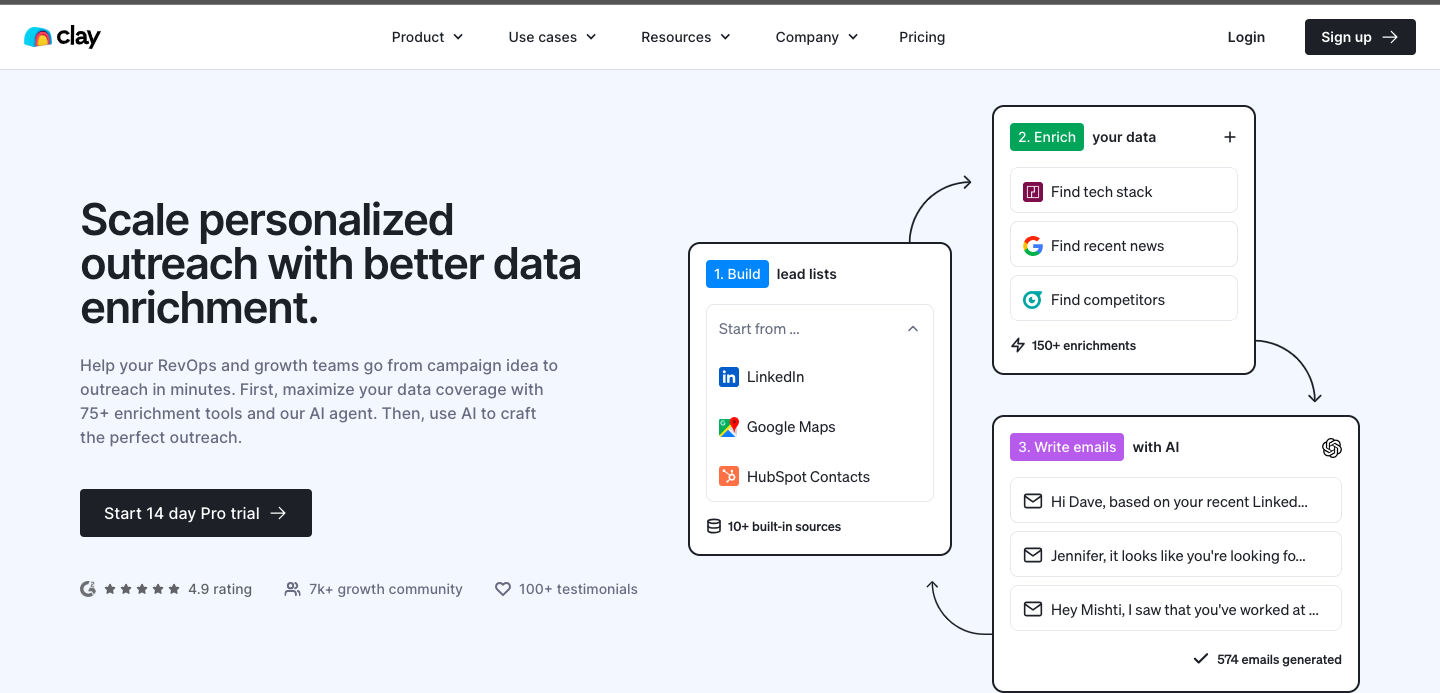 clay
Product
Use cases
Resources
Company
Pricing
Login
Sign up
Scale personalized
outreach with better data
enrichment.
Help your RevOps and growth teams go from campaign idea to
outreach in minutes. First, maximize your data coverage with
75+ enrichment tools and our AI agent. Then, use AI to craft
the perfect outreach.
Start 14 day Pro trial
4.9 rating
7k+ growth community
100+ testimonials
1. Build lead lists
Start from ...
LinkedIn
Google Maps
HubSpot Contacts
10+ built-in sources
2. Enrich your data
Find tech stack
Find recent news
Find competitors
150+ enrichments
3. Write emails with AI
Hi Dave, based on your recent Linked...
Jennifer, it looks like you're looking fo...
Hey Mishti, I saw that you've worked at ...
574 emails generated